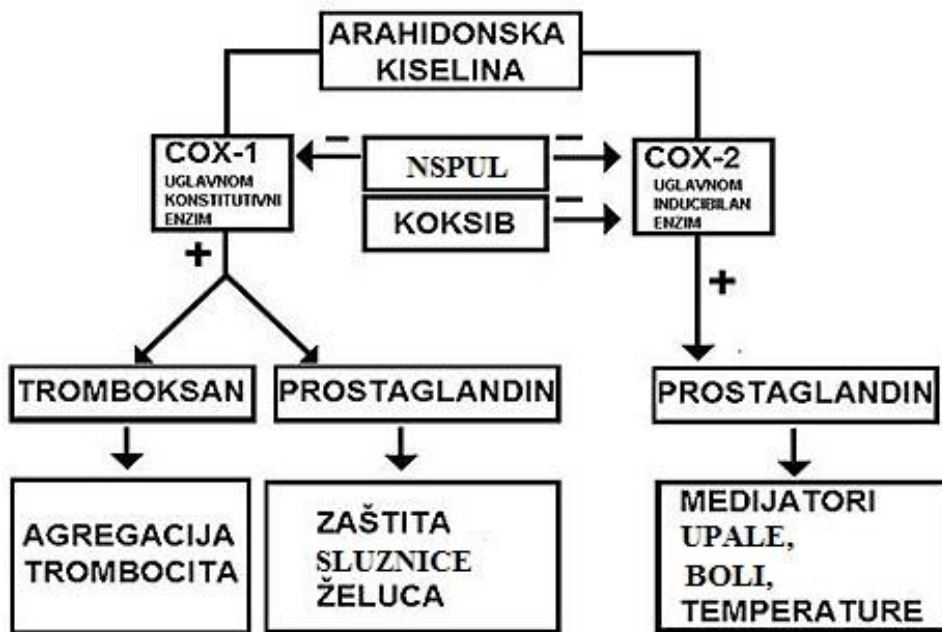 ARAHIDONSKA
KISELINA
COX-1
UGLAVNOM
KONSTITUTIVNI
ENZIM
–
NSPUL
–
COX-2
UGLAVNOM
INDUCIBILAN
ENZIM
KOKSIB
–
+
+
TROMBOKSAN
PROSTAGLANDIN
PROSTAGLANDIN
AGREGACIJA
TROMBOCITA
ZAŠTITA
SLUZNICE
ŽELUCA
MEDIJATORI
UPALE,
BOLI,
TEMPERATURE